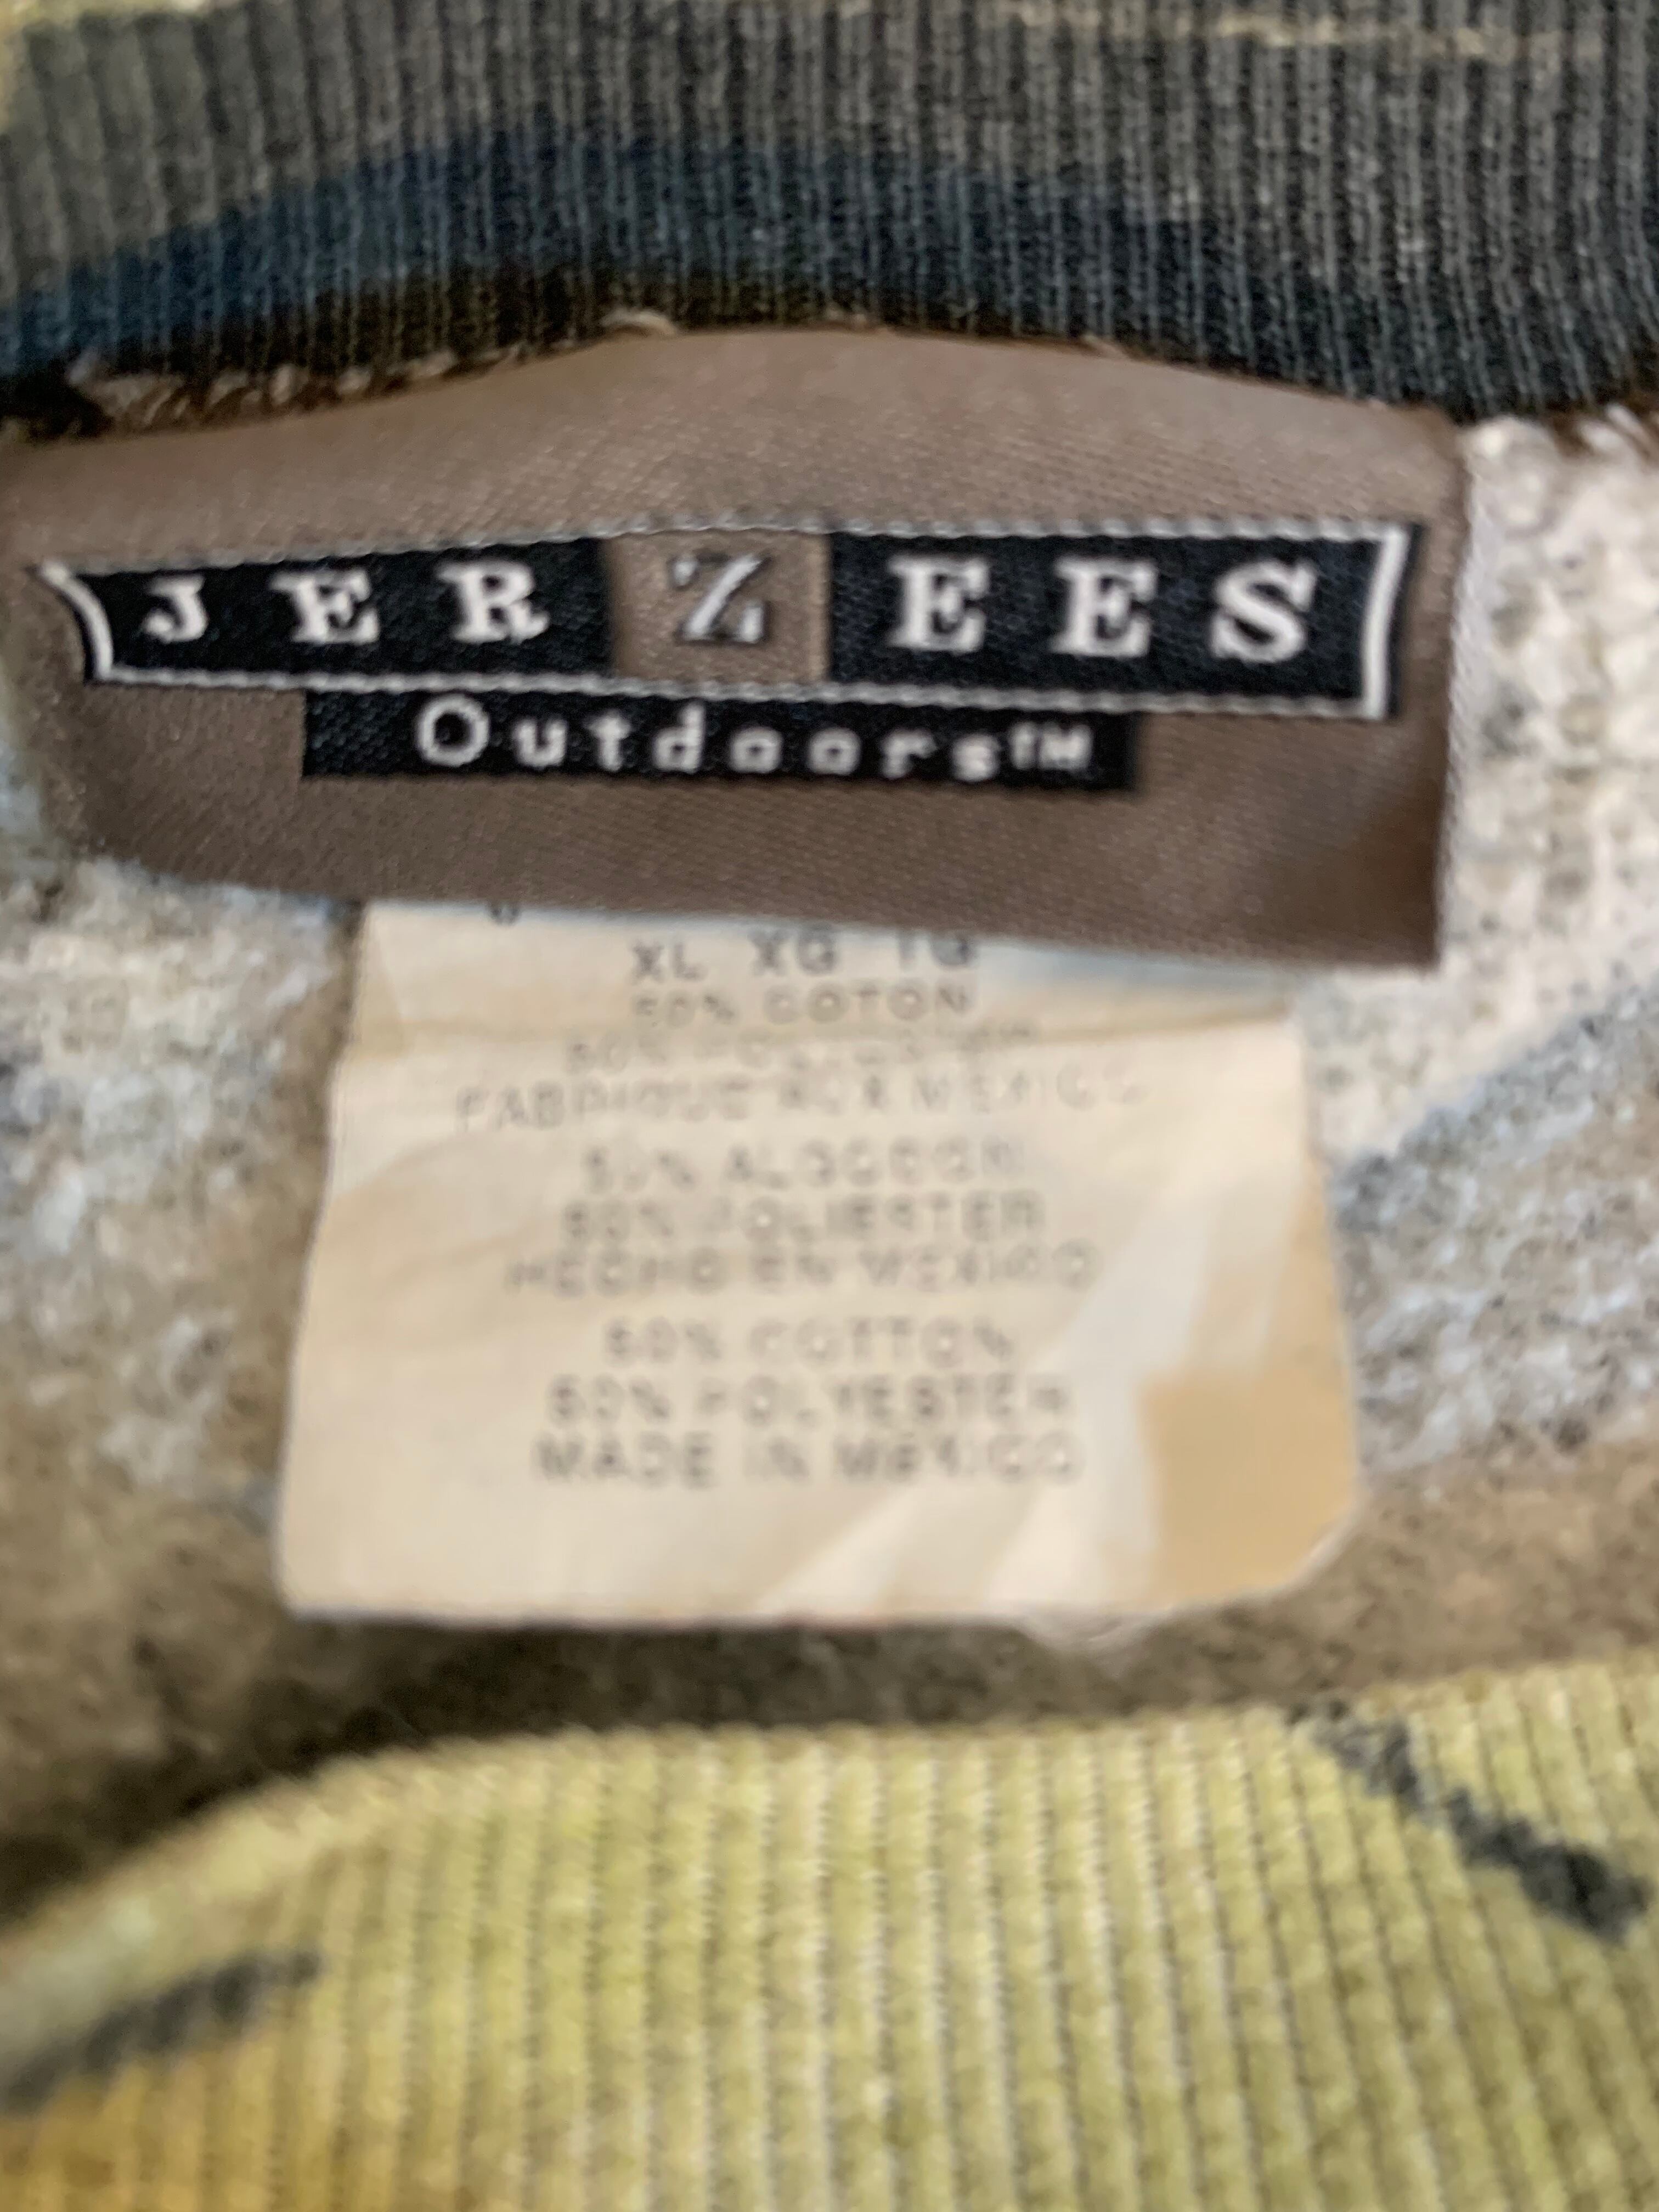 JERZEES
Outdoors™
XL XG TG
50% COTON
FABRIQUE AU MEXICO
50% ALGODON
50% POLIESTER
HECHO EN MEXICO
50% COTTON
50% POLYESTER
MADE IN MEXICO